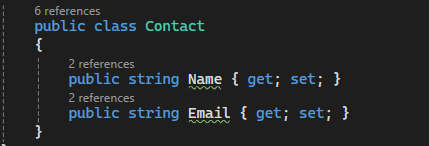 6 references
public class Contact
{
2 references
public string Name { get; set; }
2 references
public string Email { get; set; }
}